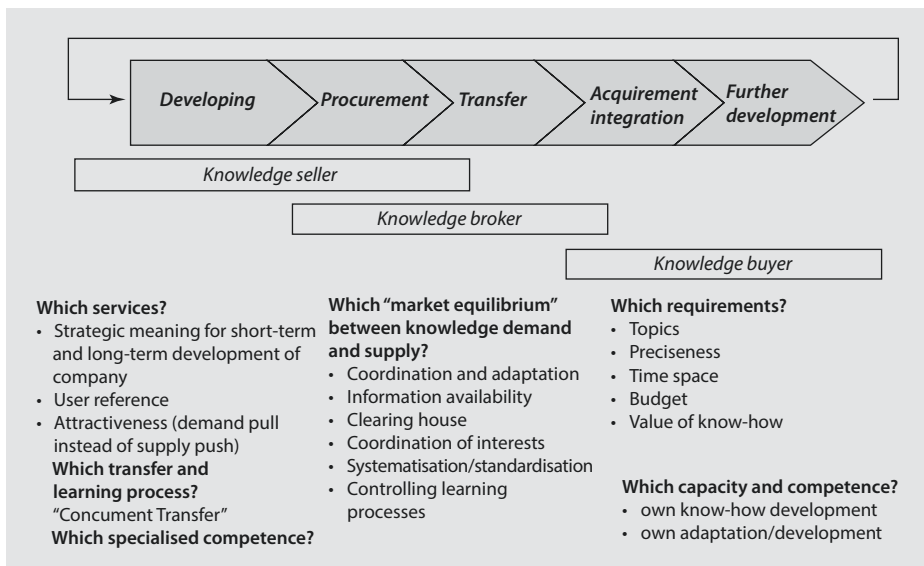 Developing
Procurement
Transfer
Acquirement
integration
Further
development
Knowledge seller
Knowledge broker
Knowledge buyer
Which services?
• Strategic meaning for short-term
and long-term development of
company
• User reference
• Attractiveness (demand pull
instead of supply push)
Which transfer and
learning process?
“Concument Transfer”
Which specialised competence?
Which “market equilibrium”
between knowledge demand
and supply?
• Coordination and adaptation
• Information availability
• Clearing house
• Coordination of interests
• Systematisation/standardisation
• Controlling learning
processes
Which requirements?
• Topics
• Preciseness
• Time space
• Budget
• Value of know-how
Which capacity and competence?
• own know-how development
• own adaptation/development